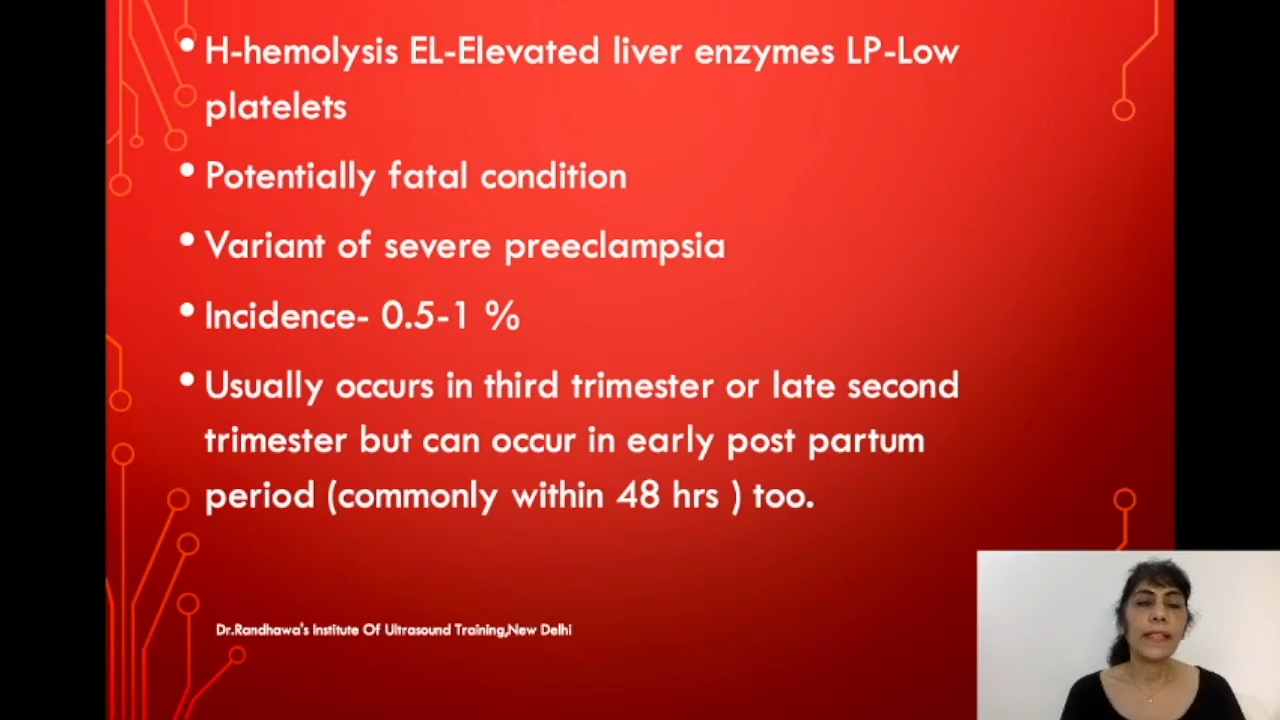 • H-hemolysis EL-Elevated liver enzymes LP-Low
platelets
• Potentially fatal condition
• Variant of severe preeclampsia
• Incidence- 0.5-1 %
• Usually occurs in third trimester or late second
trimester but can occur in early post partum
period (commonly within 48 hrs ) too.
Dr.Randhawa's Institute Of Ultrasound Training,New Delhi